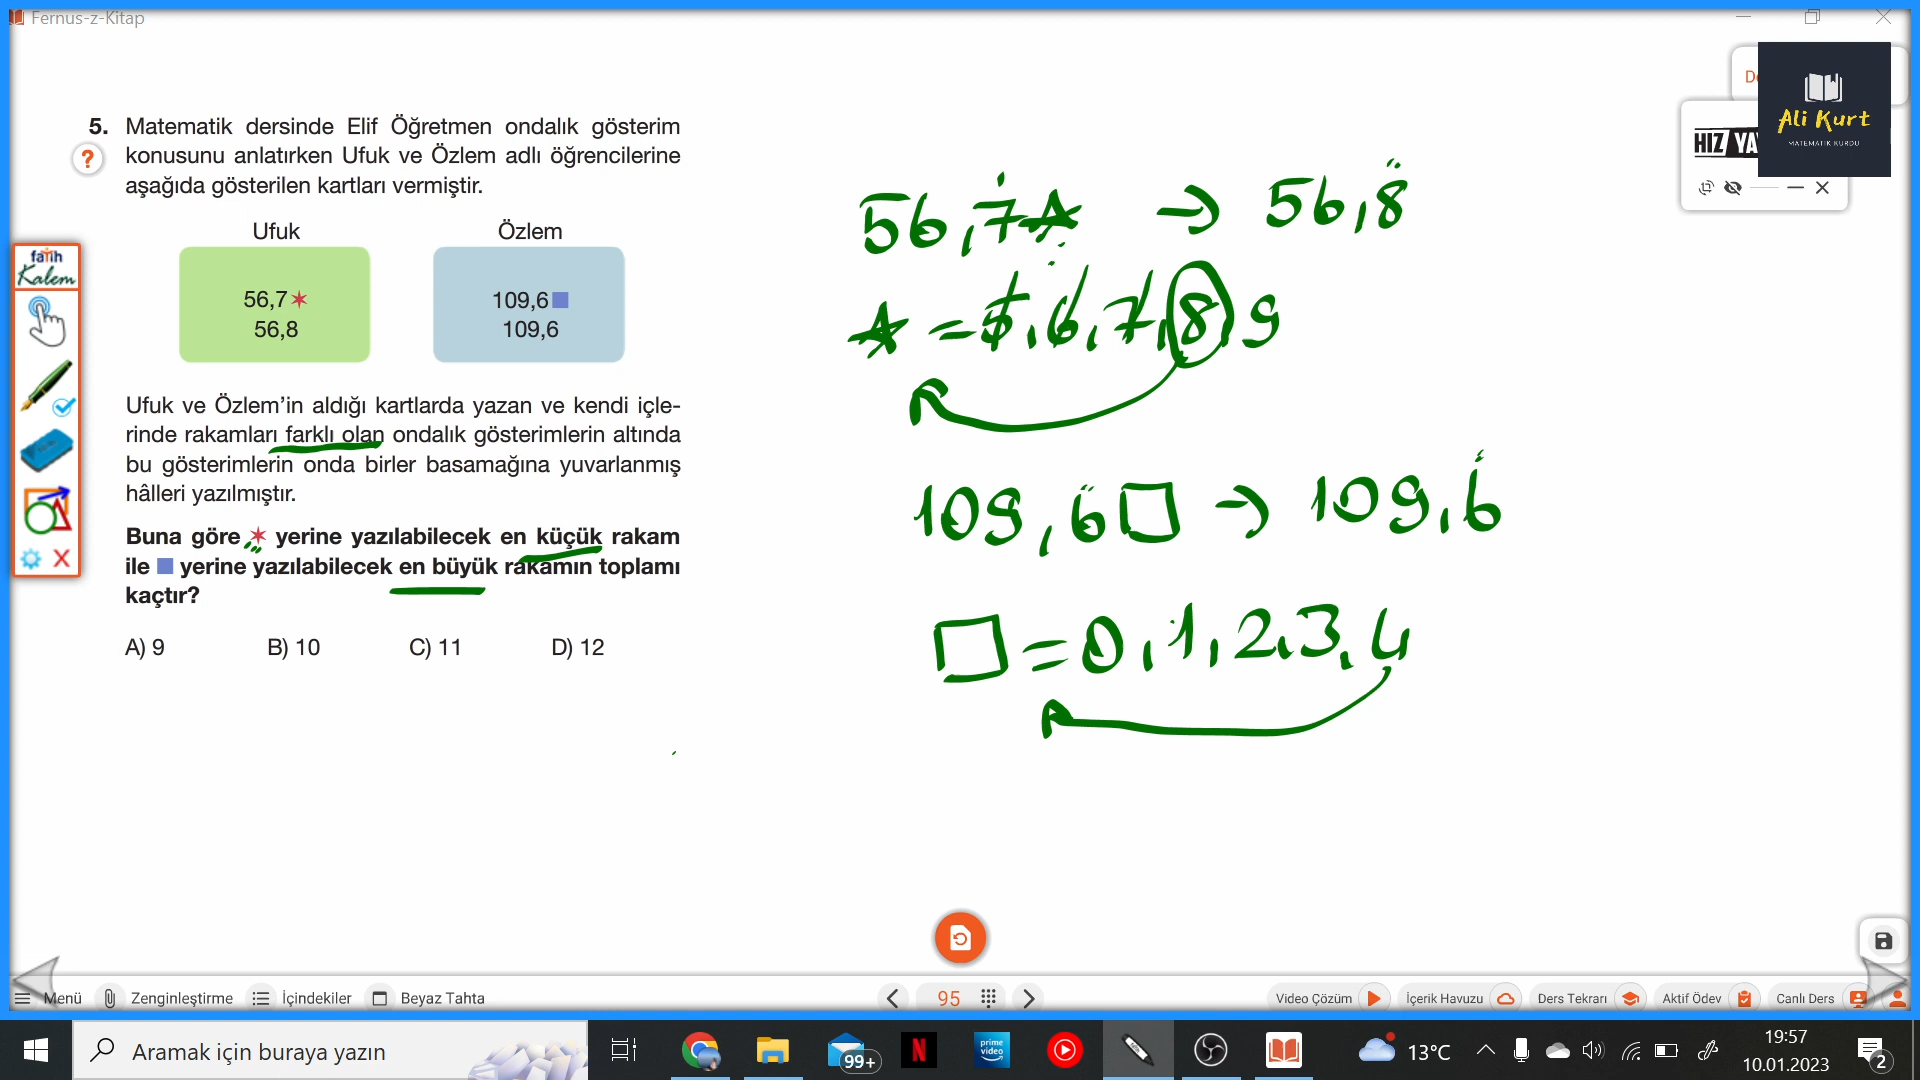 Fernus-z-Kitap
Ali Kurt
MATEMATIK KURDU
HIZ YA
5. Matematik dersinde Elif Öğretmen ondalık gösterim
konusunu anlatırken Ufuk ve Özlem adlı öğrencilerine
aşağıda gösterilen kartları vermiştir.
Ufuk
Özlem
56,7✶
56,8
109,6■
109,6
Ufuk ve Özlem'in aldığı kartlarda yazan ve kendi içle-
rinde rakamları farklı olan ondalık gösterimlerin altında
bu gösterimlerin onda birler basamağına yuvarlanmış
hâlleri yazılmıştır.
Buna göre ✶ yerine yazılabilecek en küçük rakam
ile ■ yerine yazılabilecek en büyük rakamın toplamı
kaçtır?
A) 9 B) 10 C) 11 D) 12
56,7★ → 56,8
★ = 5,6,7,8,9
109,6□ → 109,6
□ = 0,1,2,3,4
fatih
Kalem
Menü Zenginleştirme İçindekiler Beyaz Tahta 95 Video Çözüm İçerik Havuzu Ders Tekrarı Aktif Ödev Canlı Ders
Aramak için buraya yazın
99+
N
prime
video
13°C
19:57
10.01.2023
2